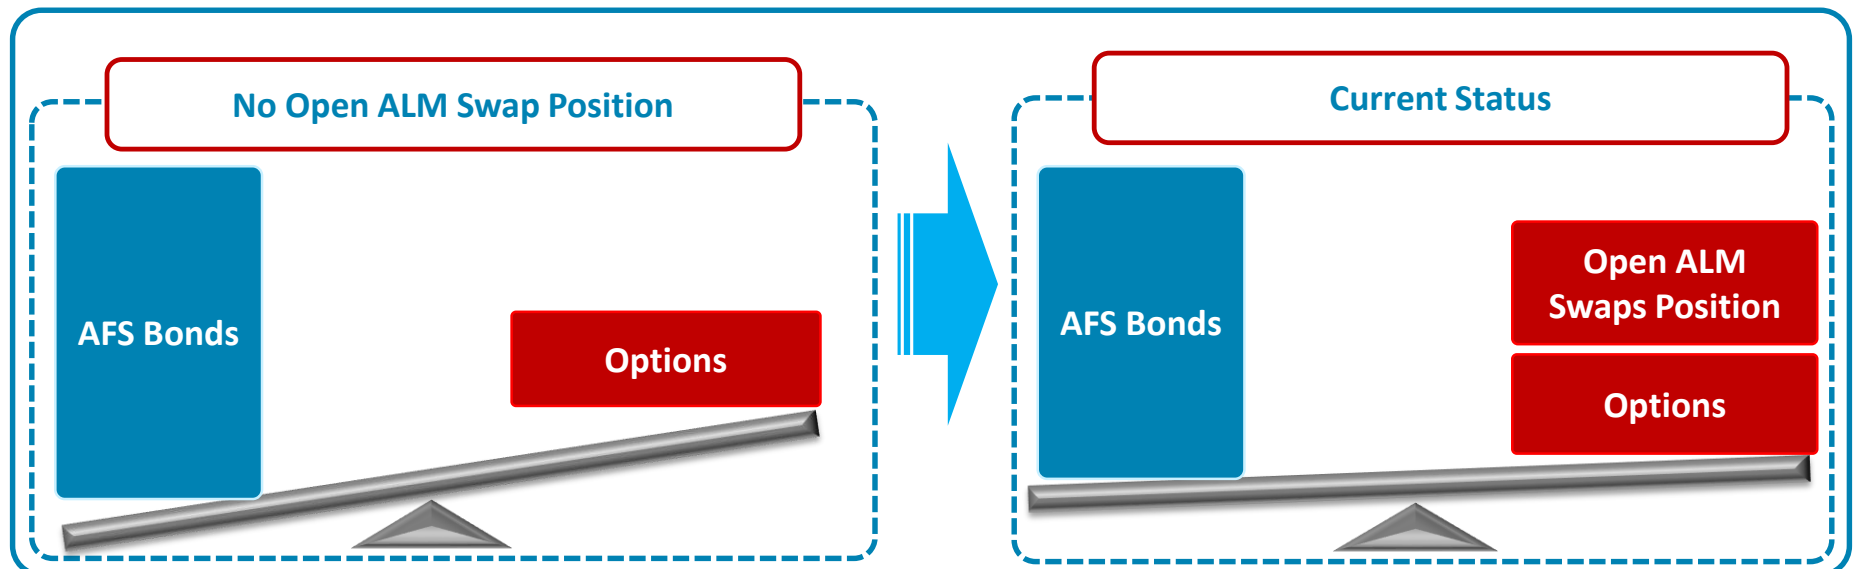 No Open ALM Swap Position
AFS Bonds
Options
Current Status
AFS Bonds
Open ALM
Swaps Position
Options